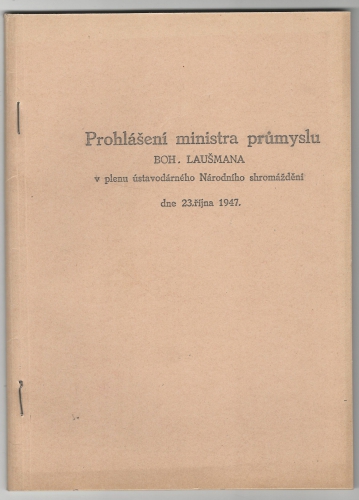 Prohlášení ministra průmyslu
BOH. LAUŠMANA
v plenu ústavodárného Národního shromáždění
dne 23.října 1947.